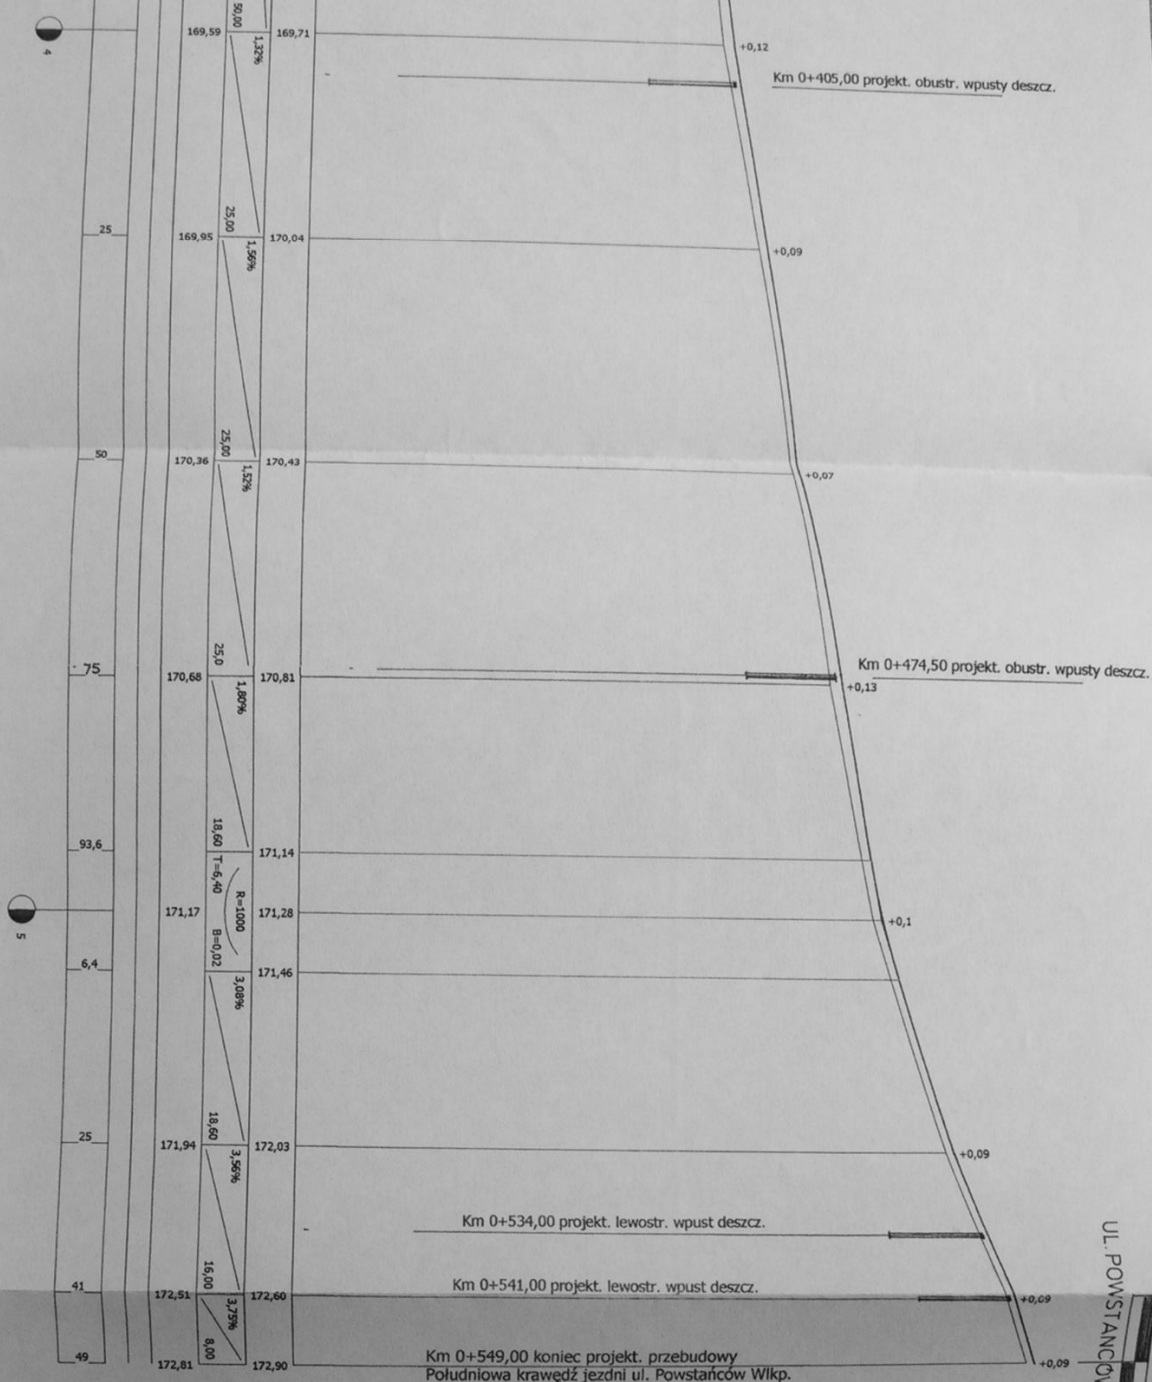 50,00
169,59 1,32% 169,71
+0,12
4
Km 0+405,00 projekt. obustr. wpusty deszcz.
25,00
25 169,95 1,56% 170,04
+0,09
25,00
50 170,36 1,52% 170,43
+0,07
25,0
75 170,68 1,80% 170,81
Km 0+474,50 projekt. obustr. wpusty deszcz.
+0,13
18,60
93,6 171,14
T=6,40
R=1000
171,17 171,28
+0,1
5
B=0,02
6,4 3,08% 171,46
18,60
25 171,94 3,56% 172,03
+0,09
Km 0+534,00 projekt. lewostr. wpust deszcz.
UL. POWSTAŃCÓW
16,00
Km 0+541,00 projekt. lewostr. wpust deszcz.
41 172,51 3,75% 172,60
+0,09
8,00
49 172,81 172,90
Km 0+549,00 koniec projekt. przebudowy
+0,09
Południowa krawędź jezdni ul. Powstańców Wlkp.